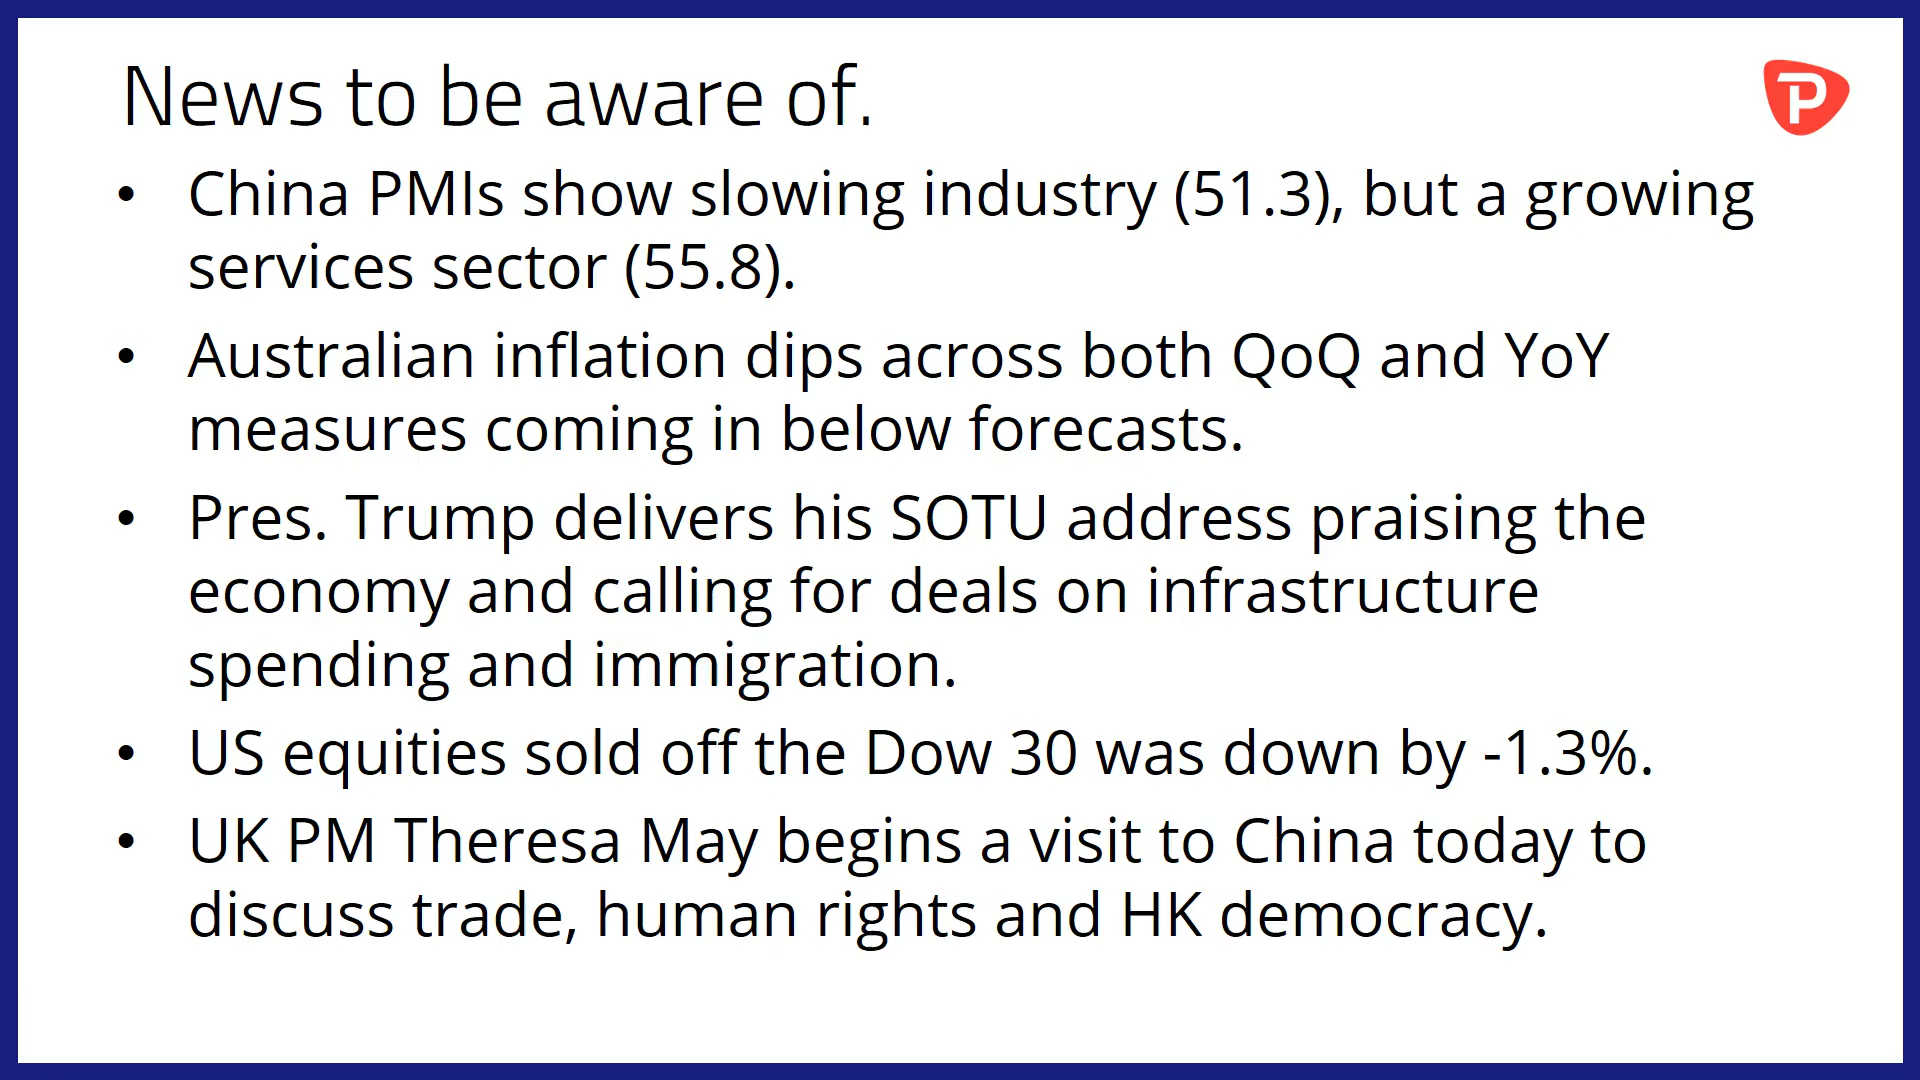 News to be aware of.
P
• China PMIs show slowing industry (51.3), but a growing
services sector (55.8).
• Australian inflation dips across both QoQ and YoY
measures coming in below forecasts.
• Pres. Trump delivers his SOTU address praising the
economy and calling for deals on infrastructure
spending and immigration.
• US equities sold off the Dow 30 was down by -1.3%.
• UK PM Theresa May begins a visit to China today to
discuss trade, human rights and HK democracy.